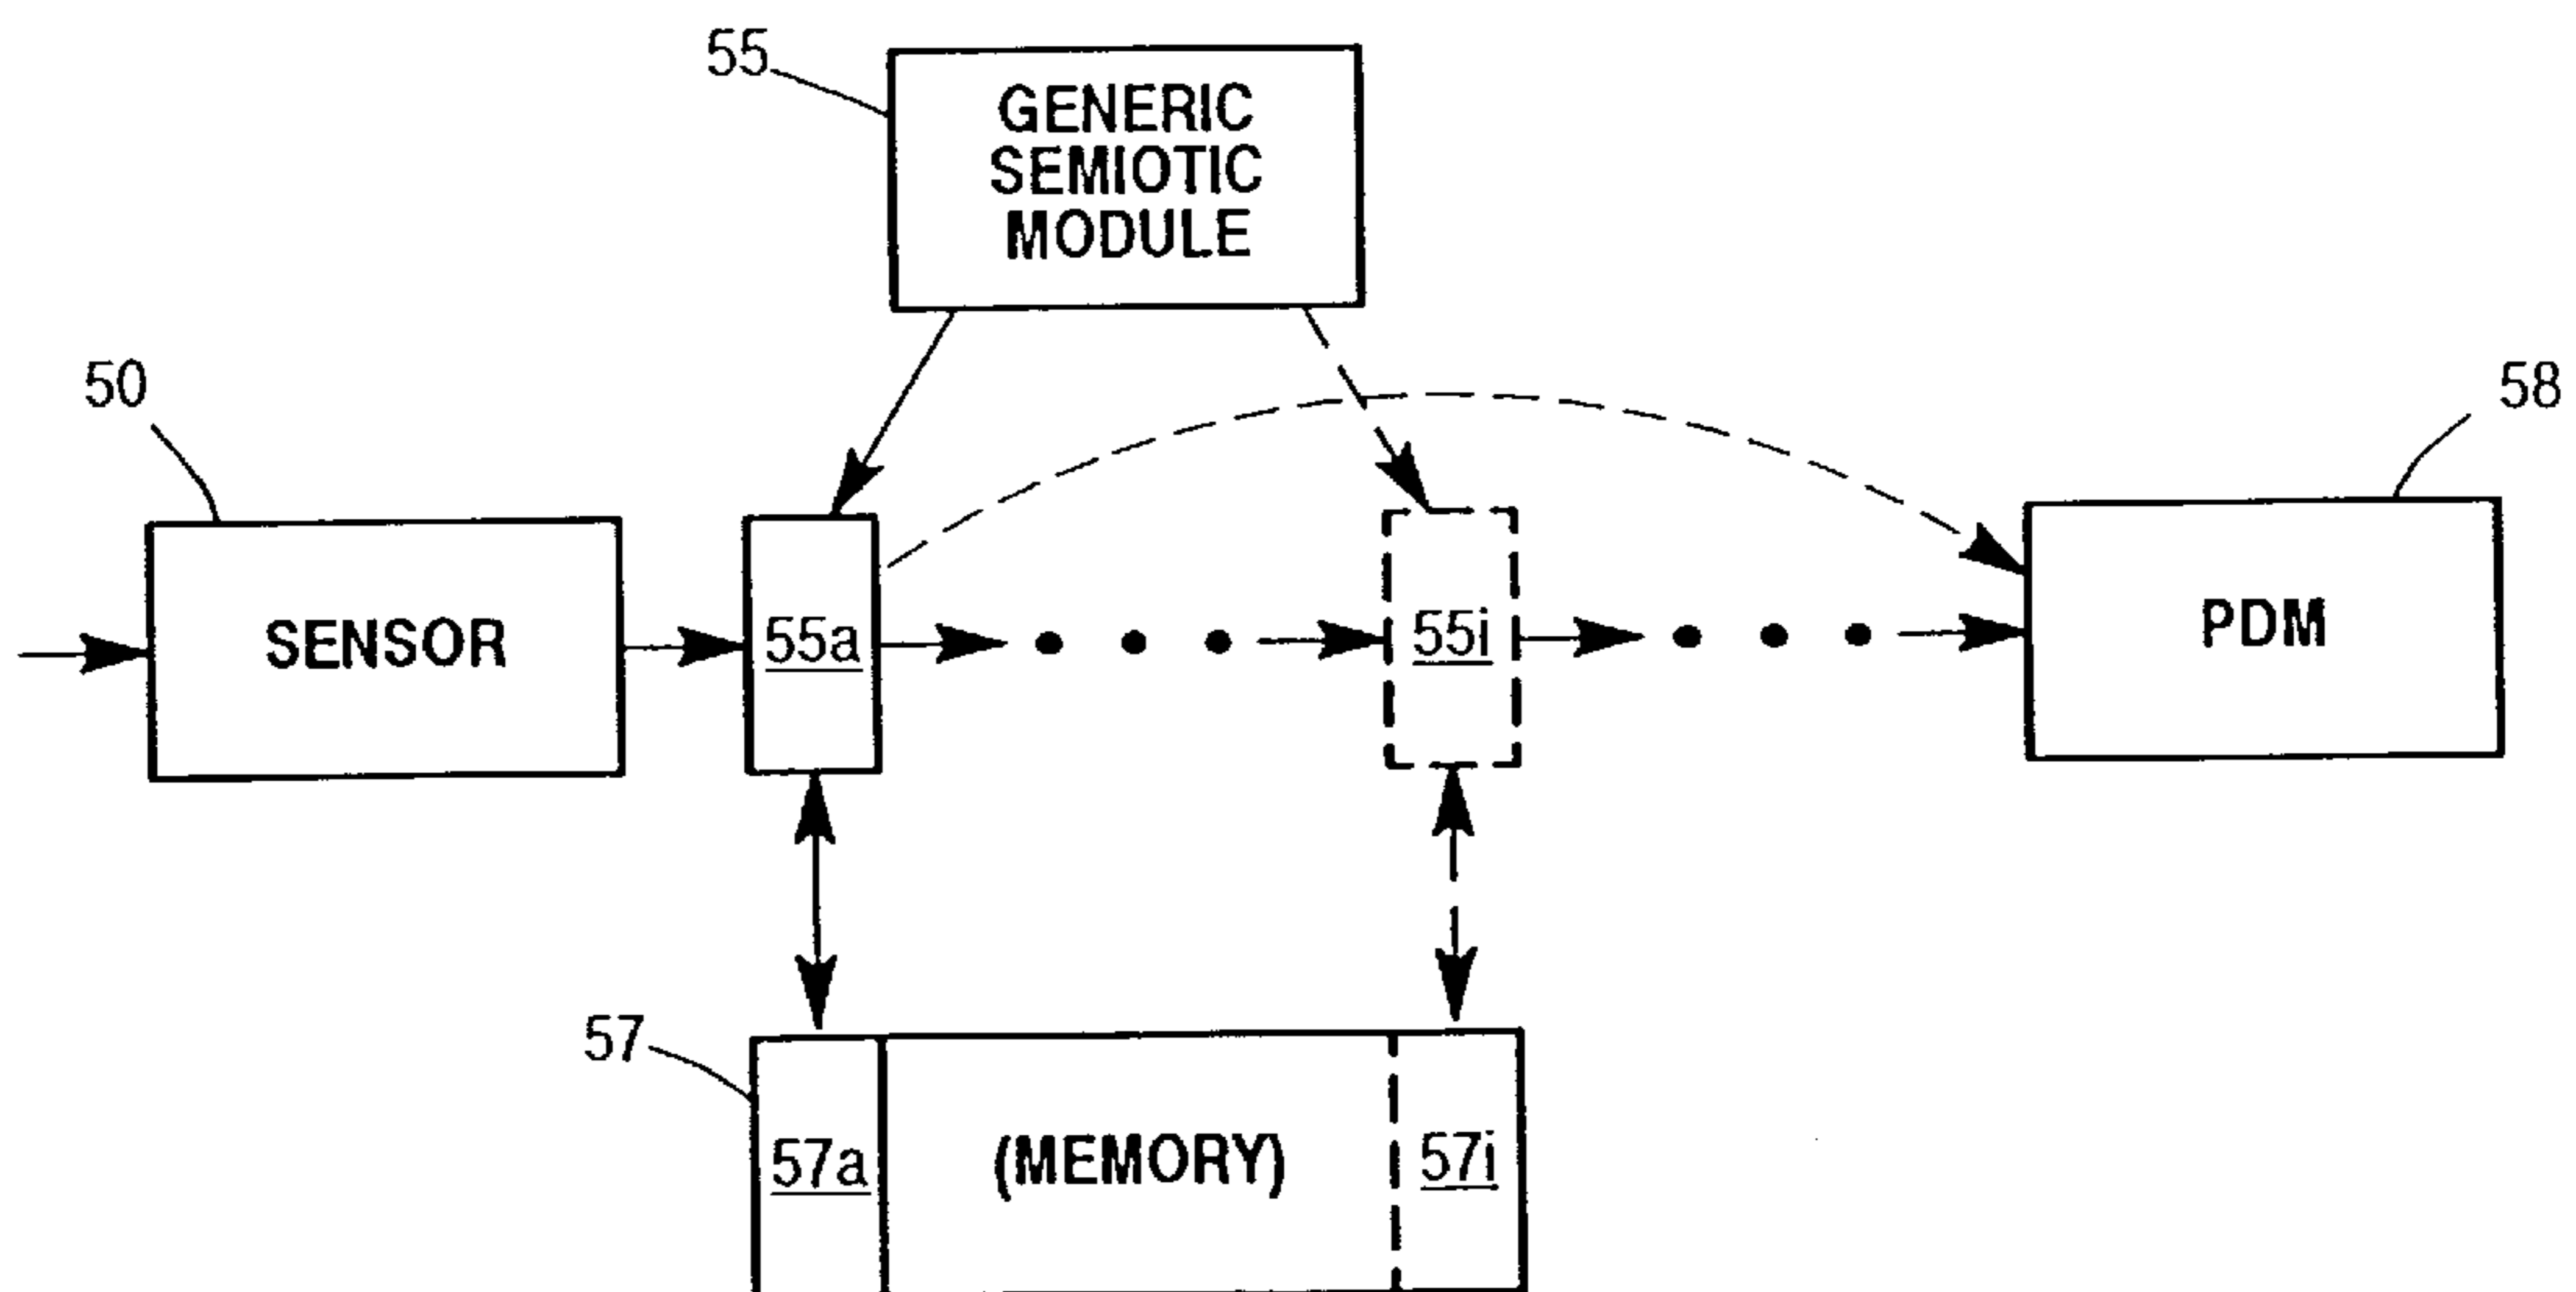 55
GENERIC
SEMIOTIC
MODULE
50
58
SENSOR
55a
55i
PDM
57
57a
(MEMORY)
57i